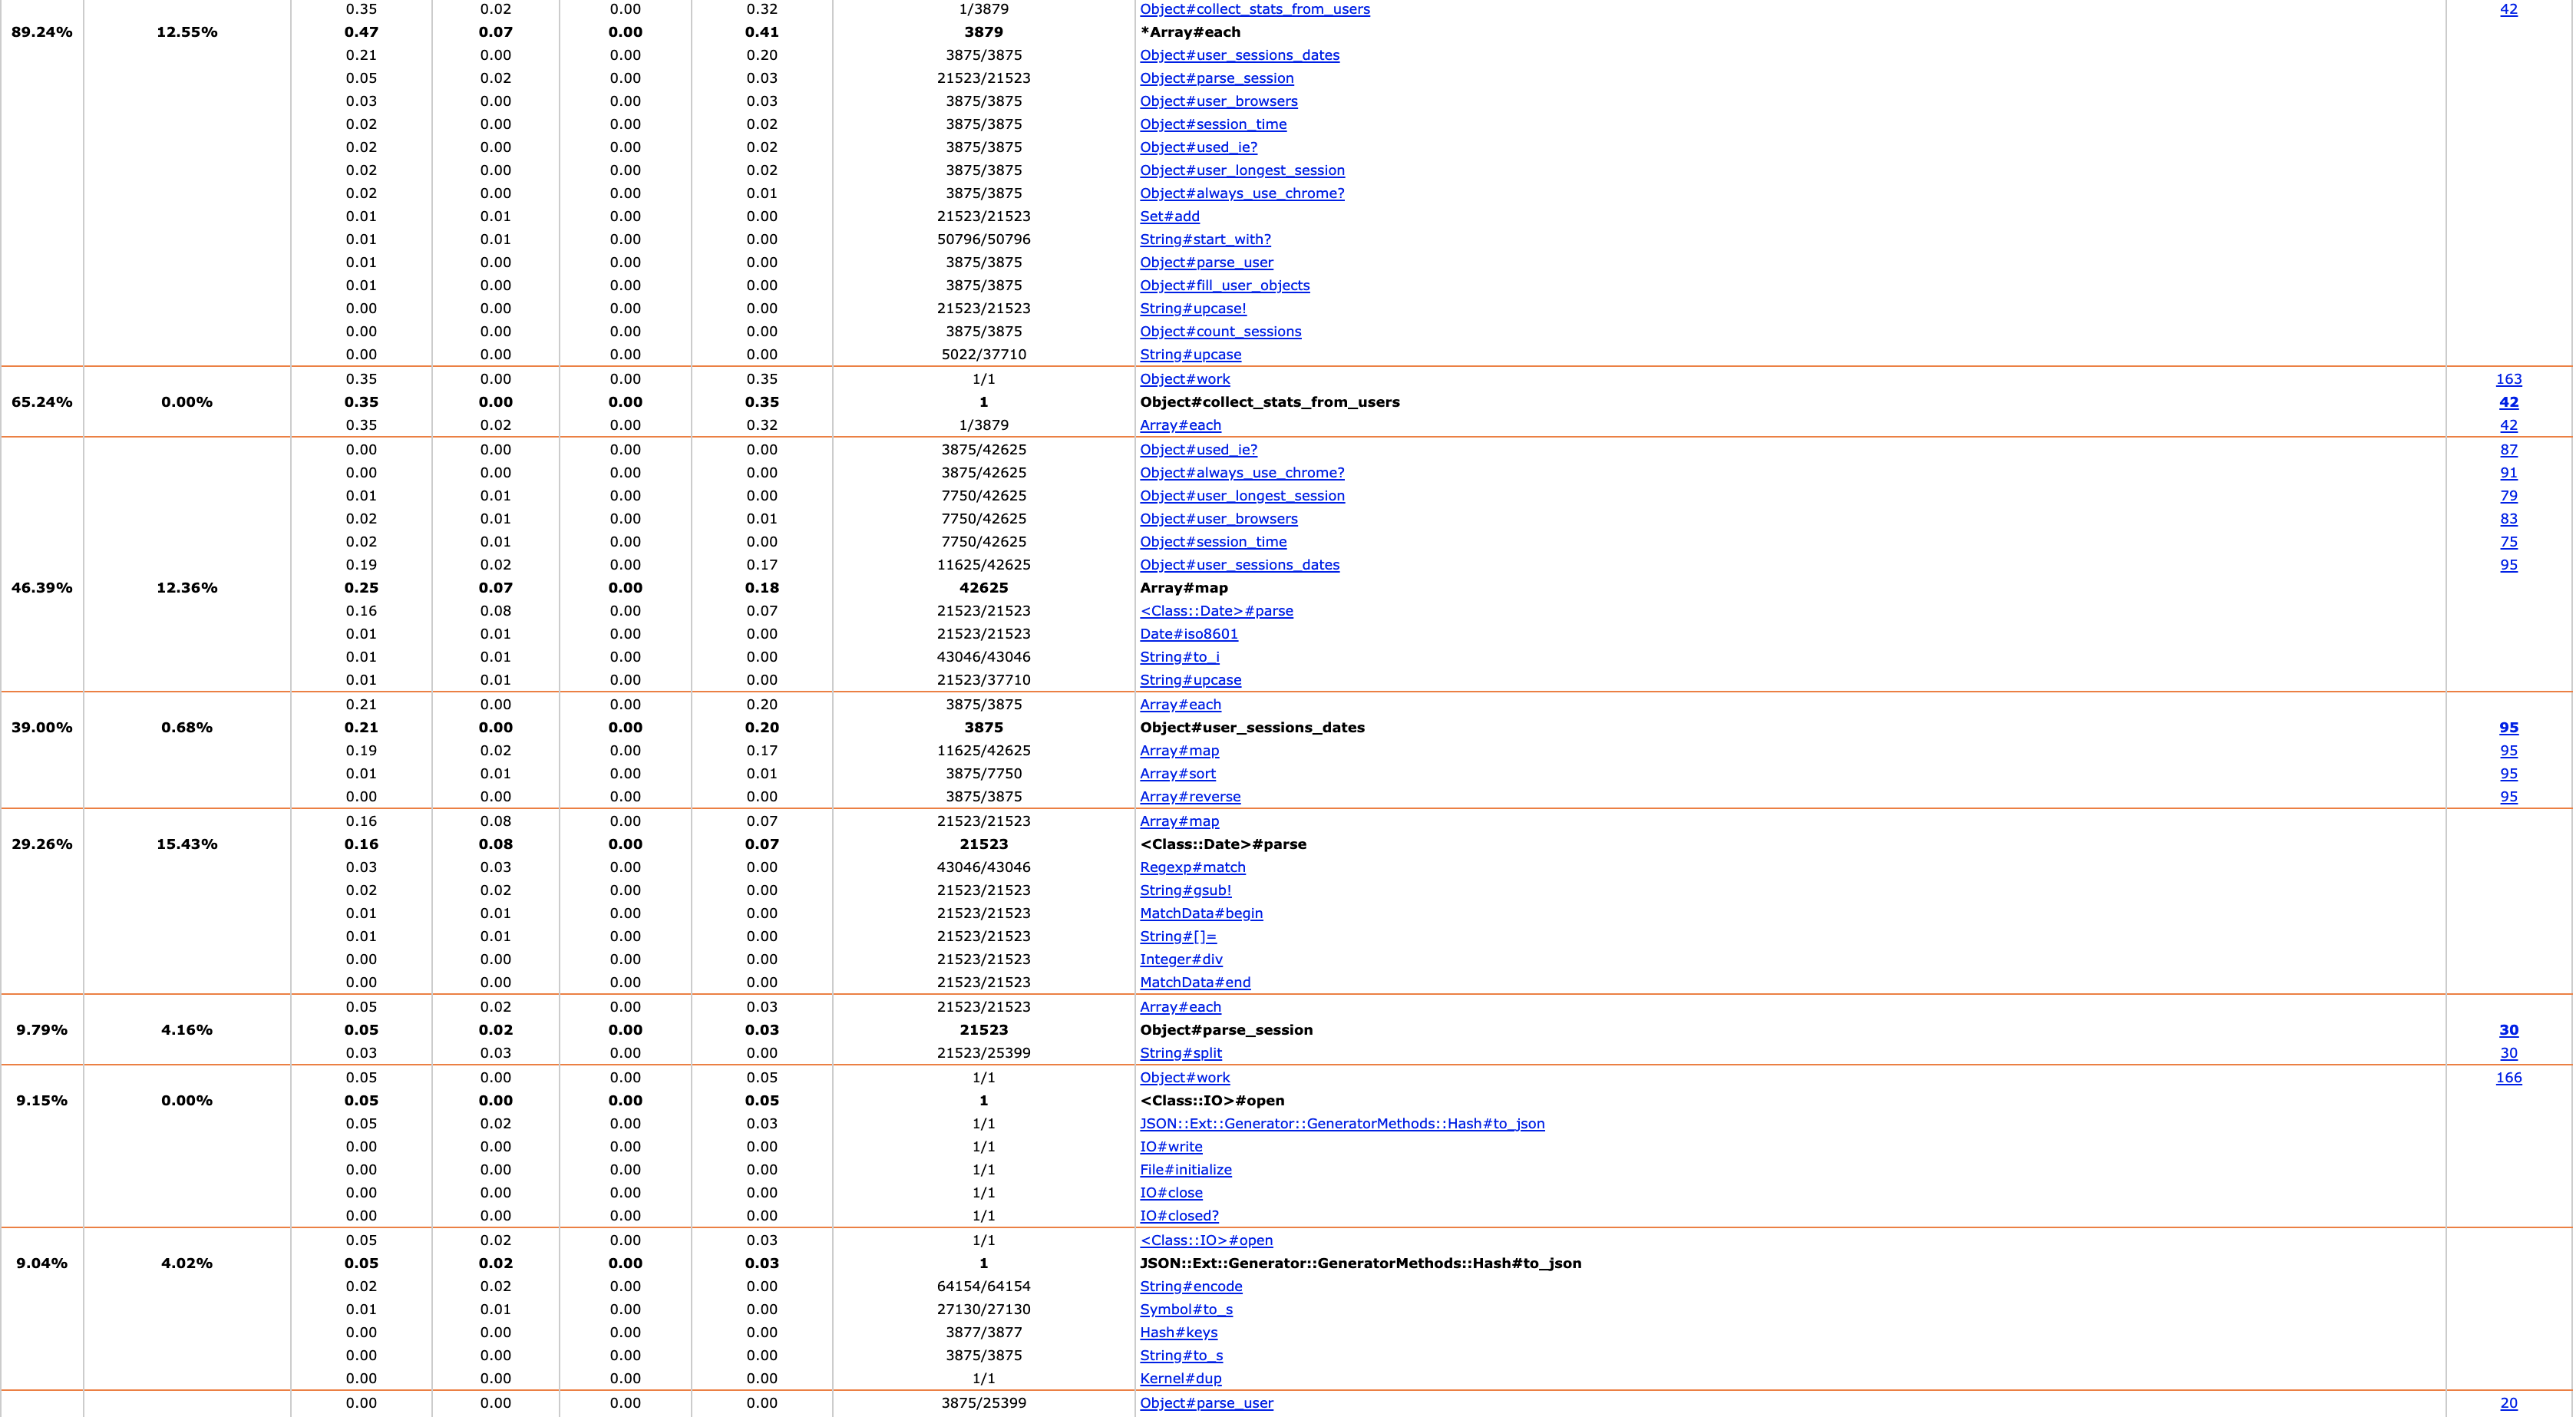 0.35 0.02 0.00 0.32 1/3879 Object#collect_stats_from_users 42
89.24% 12.55% 0.47 0.07 0.00 0.41 3879 *Array#each
0.21 0.00 0.00 0.20 3875/3875 Object#user_sessions_dates
0.05 0.02 0.00 0.03 21523/21523 Object#parse_session
0.03 0.00 0.00 0.03 3875/3875 Object#user_browsers
0.02 0.00 0.00 0.02 3875/3875 Object#session_time
0.02 0.00 0.00 0.02 3875/3875 Object#used_ie?
0.02 0.00 0.00 0.02 3875/3875 Object#user_longest_session
0.02 0.00 0.00 0.01 3875/3875 Object#always_use_chrome?
0.01 0.01 0.00 0.00 21523/21523 Set#add
0.01 0.01 0.00 0.00 50796/50796 String#start_with?
0.01 0.00 0.00 0.00 3875/3875 Object#parse_user
0.01 0.00 0.00 0.00 3875/3875 Object#fill_user_objects
0.00 0.00 0.00 0.00 21523/21523 String#upcase!
0.00 0.00 0.00 0.00 3875/3875 Object#count_sessions
0.00 0.00 0.00 0.00 5022/37710 String#upcase
0.35 0.00 0.00 0.35 1/1 Object#work 163
65.24% 0.00% 0.35 0.00 0.00 0.35 1 Object#collect_stats_from_users 42
0.35 0.02 0.00 0.32 1/3879 Array#each 42
0.00 0.00 0.00 0.00 3875/42625 Object#used_ie? 87
0.00 0.00 0.00 0.00 3875/42625 Object#always_use_chrome? 91
0.01 0.01 0.00 0.00 7750/42625 Object#user_longest_session 79
0.02 0.01 0.00 0.01 7750/42625 Object#user_browsers 83
0.02 0.01 0.00 0.00 7750/42625 Object#session_time 75
0.19 0.02 0.00 0.17 11625/42625 Object#user_sessions_dates 95
46.39% 12.36% 0.25 0.07 0.00 0.18 42625 Array#map
0.16 0.08 0.00 0.07 21523/21523 <Class::Date>#parse
0.01 0.01 0.00 0.00 21523/21523 Date#iso8601
0.01 0.01 0.00 0.00 43046/43046 String#to_i
0.01 0.01 0.00 0.00 21523/37710 String#upcase
0.21 0.00 0.00 0.20 3875/3875 Array#each
39.00% 0.68% 0.21 0.00 0.00 0.20 3875 Object#user_sessions_dates 95
0.19 0.02 0.00 0.17 11625/42625 Array#map 95
0.01 0.01 0.00 0.01 3875/7750 Array#sort 95
0.00 0.00 0.00 0.00 3875/3875 Array#reverse 95
0.16 0.08 0.00 0.07 21523/21523 Array#map
29.26% 15.43% 0.16 0.08 0.00 0.07 21523 <Class::Date>#parse
0.03 0.03 0.00 0.00 43046/43046 Regexp#match
0.02 0.02 0.00 0.00 21523/21523 String#gsub!
0.01 0.01 0.00 0.00 21523/21523 MatchData#begin
0.01 0.01 0.00 0.00 21523/21523 String#[]=
0.00 0.00 0.00 0.00 21523/21523 Integer#div
0.00 0.00 0.00 0.00 21523/21523 MatchData#end
0.05 0.02 0.00 0.03 21523/21523 Array#each
9.79% 4.16% 0.05 0.02 0.00 0.03 21523 Object#parse_session 30
0.03 0.03 0.00 0.00 21523/25399 String#split 30
0.05 0.00 0.00 0.05 1/1 Object#work 166
9.15% 0.00% 0.05 0.00 0.00 0.05 1 <Class::IO>#open
0.05 0.02 0.00 0.03 1/1 JSON::Ext::Generator::GeneratorMethods::Hash#to_json
0.00 0.00 0.00 0.00 1/1 IO#write
0.00 0.00 0.00 0.00 1/1 File#initialize
0.00 0.00 0.00 0.00 1/1 IO#close
0.00 0.00 0.00 0.00 1/1 IO#closed?
0.05 0.02 0.00 0.03 1/1 <Class::IO>#open
9.04% 4.02% 0.05 0.02 0.00 0.03 1 JSON::Ext::Generator::GeneratorMethods::Hash#to_json
0.02 0.02 0.00 0.00 64154/64154 String#encode
0.01 0.01 0.00 0.00 27130/27130 Symbol#to_s
0.00 0.00 0.00 0.00 3877/3877 Hash#keys
0.00 0.00 0.00 0.00 3875/3875 String#to_s
0.00 0.00 0.00 0.00 1/1 Kernel#dup
0.00 0.00 0.00 0.00 3875/25399 Object#parse_user 20